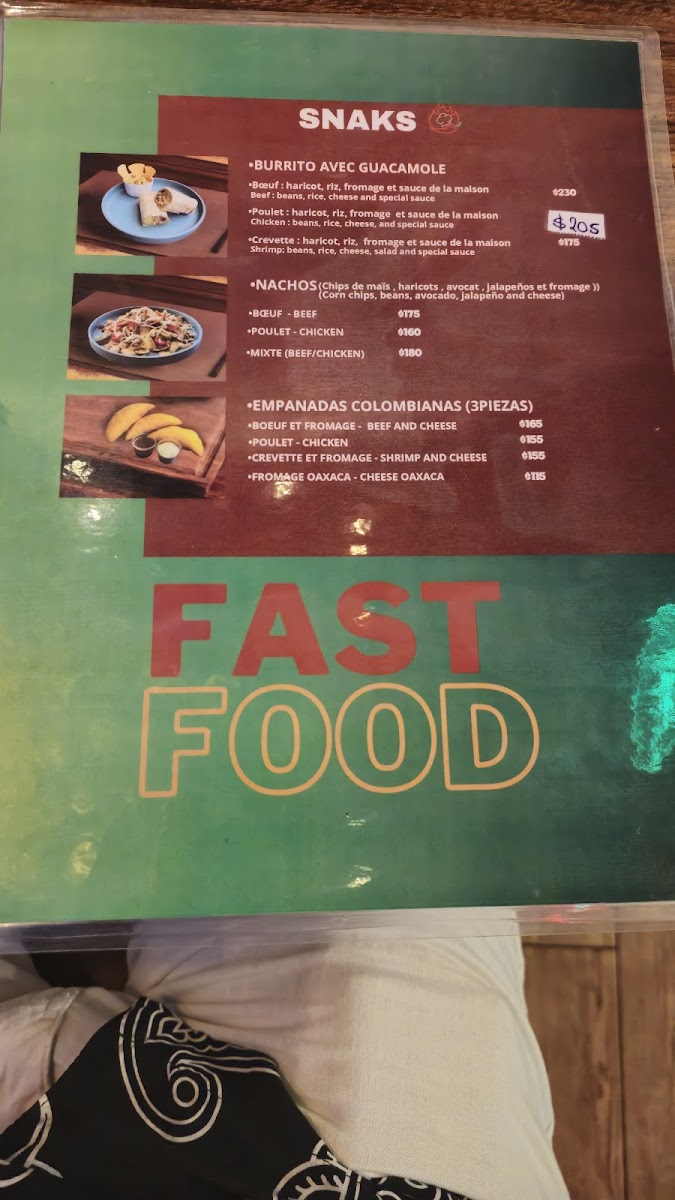 SNAKS
•BURRITO AVEC GUACAMOLE
•Bœuf : haricot, riz, fromage et sauce de la maison $230
Beef : beans, rice, cheese and special sauce
•Poulet : haricot, riz, fromage et sauce de la maison $205
Chicken : beans, rice, cheese, and special sauce
•Crevette : haricot, riz, fromage et sauce de la maison $175
Shrimp: beans, rice, cheese, salad and special sauce
•NACHOS (Chips de maïs , haricots , avocat , jalapeños et fromage ))
(Corn chips, beans, avocado, jalapeño and cheese)
•BŒUF - BEEF $175
•POULET - CHICKEN $160
•MIXTE (BEEF/CHICKEN) $180
•EMPANADAS COLOMBIANAS (3PIEZAS)
•BOEUF ET FROMAGE - BEEF AND CHEESE $165
•POULET - CHICKEN $155
•CREVETTE ET FROMAGE - SHRIMP AND CHEESE $155
•FROMAGE OAXACA - CHEESE OAXACA $115
FAST
FOOD